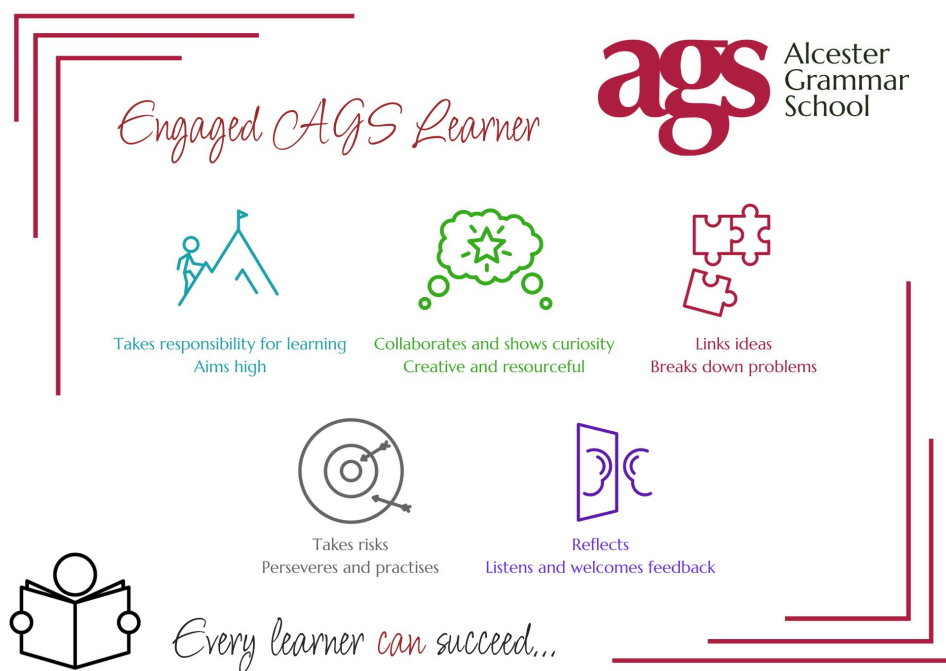 ags
Alcester
Grammar
School
Engaged AGS Learner
Takes responsibility for learning
Aims high
Collaborates and shows curiosity
Creative and resourceful
Links ideas
Breaks down problems
Takes risks
Perseveres and practises
Reflects
Listens and welcomes feedback
Every learner can succeed...